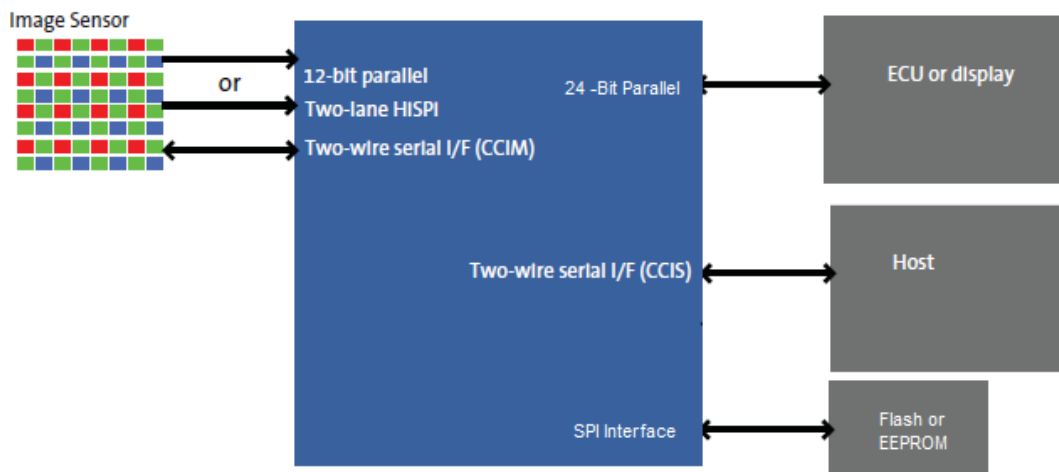 Image Sensor
or
12-bit parallel
Two-lane HISPI
Two-wire serial I/F (CCIM)
24 -Bit Parallel
ECU or display
Two-wire serial I/F (CCIS)
Host
SPI Interface
Flash or
EEPROM